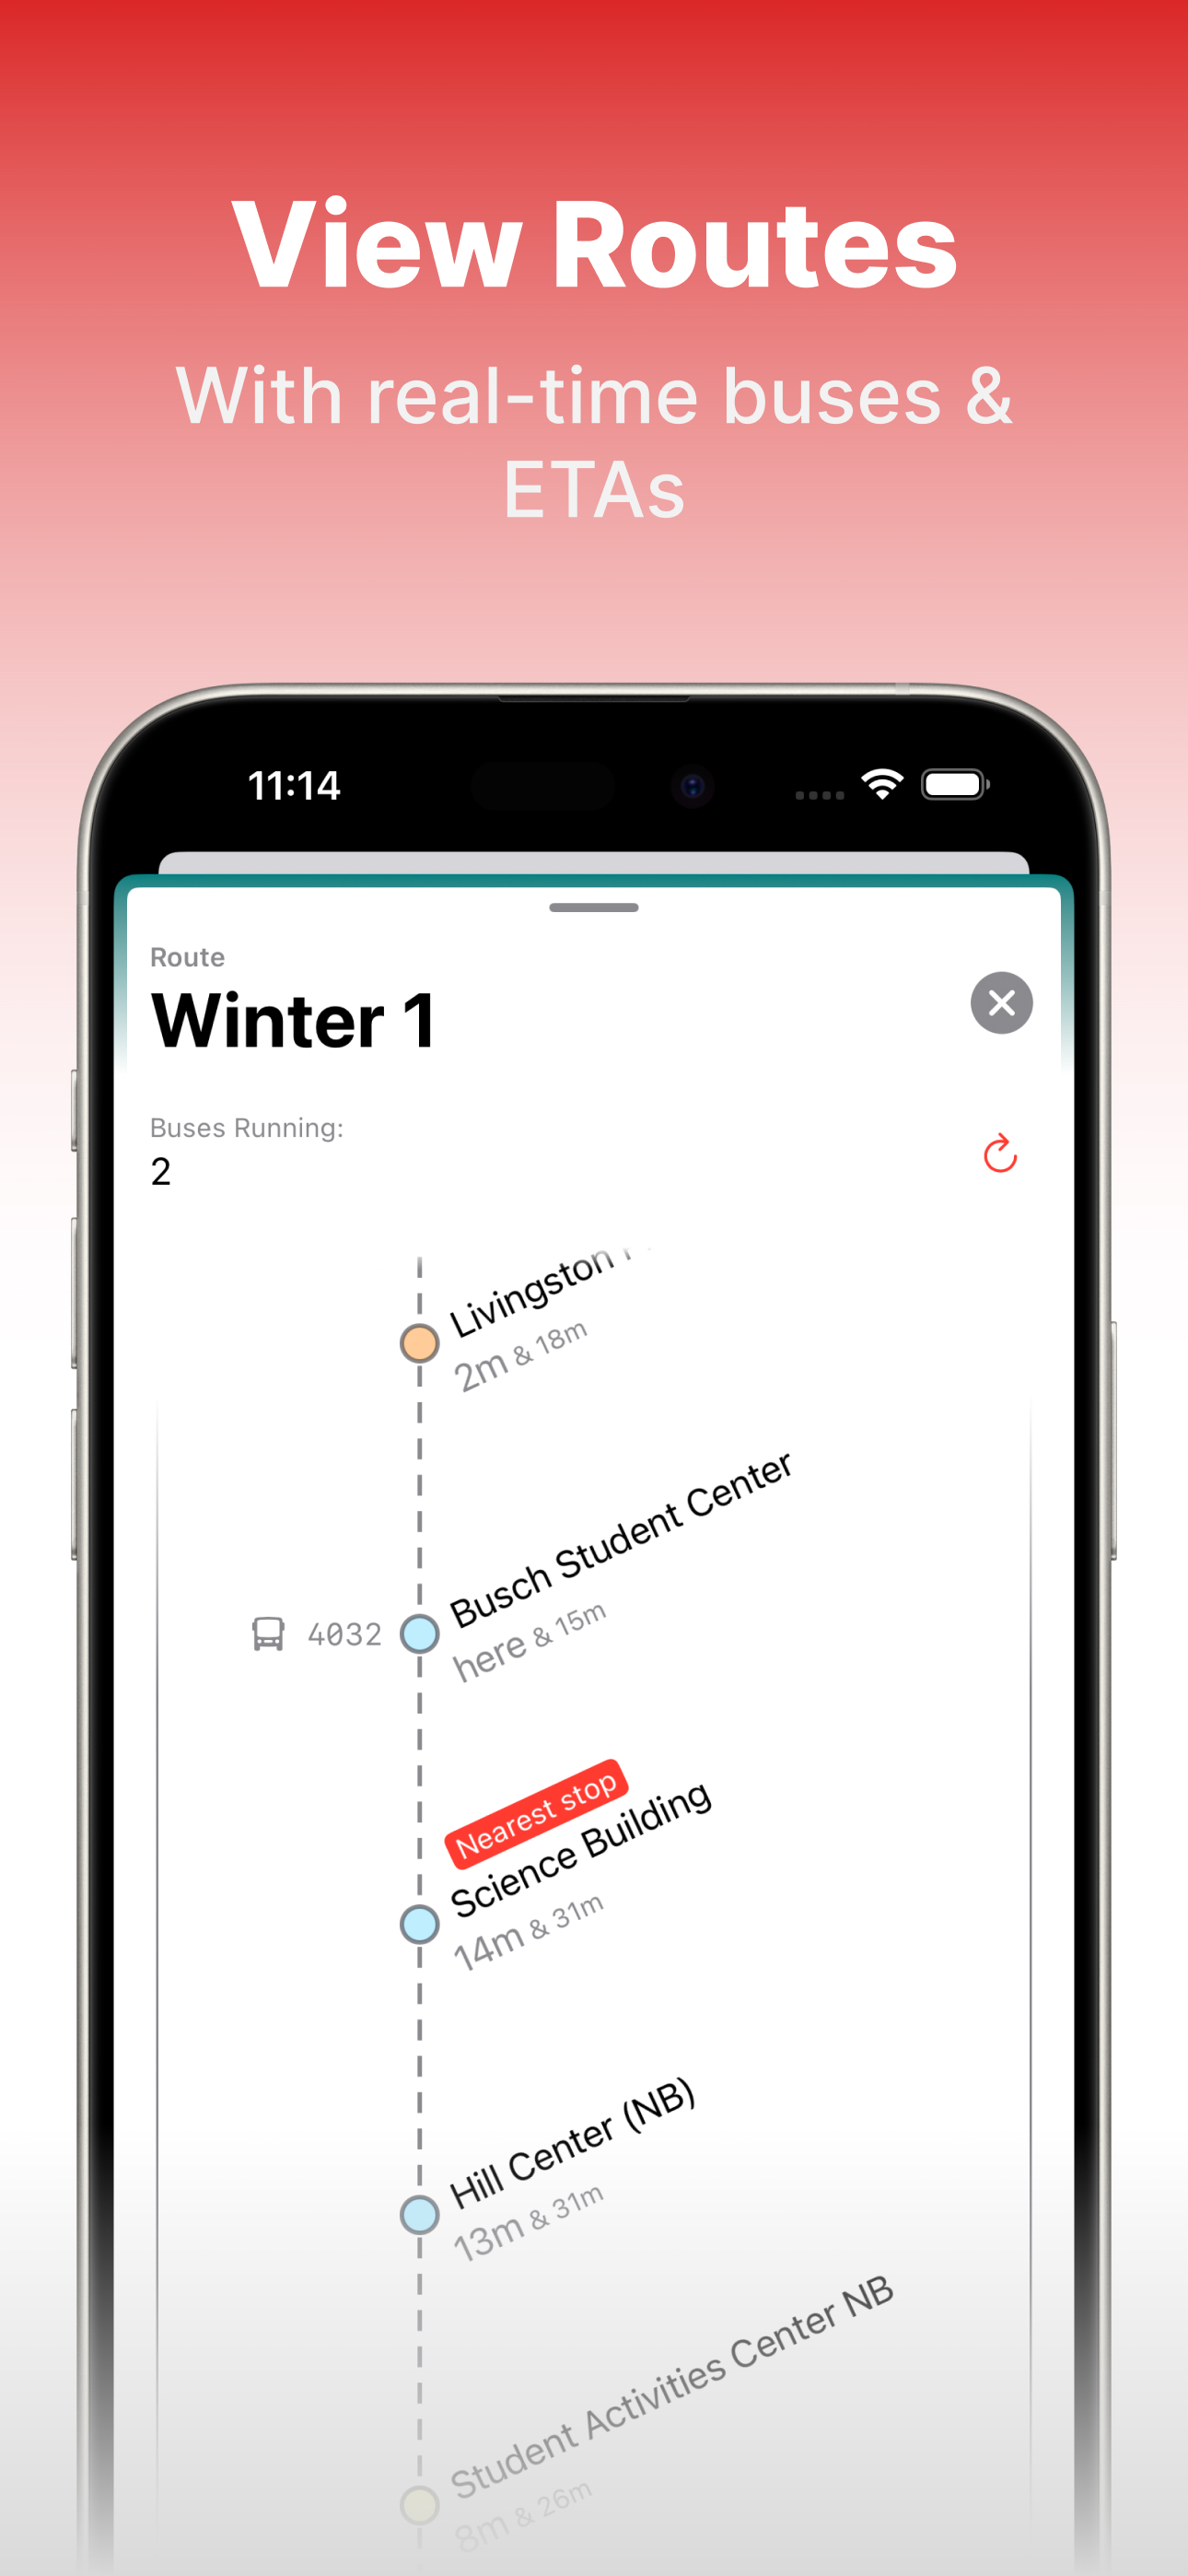 View Routes
With real-time buses &
ETAs
11:14
Route
Winter 1
Buses Running:
2
Livingston
2m & 18m
Busch Student Center
4032
here & 15m
Nearest stop
Science Building
14m & 31m
Hill Center (NB)
13m & 31m
Student Activities Center NB
8m & 26m